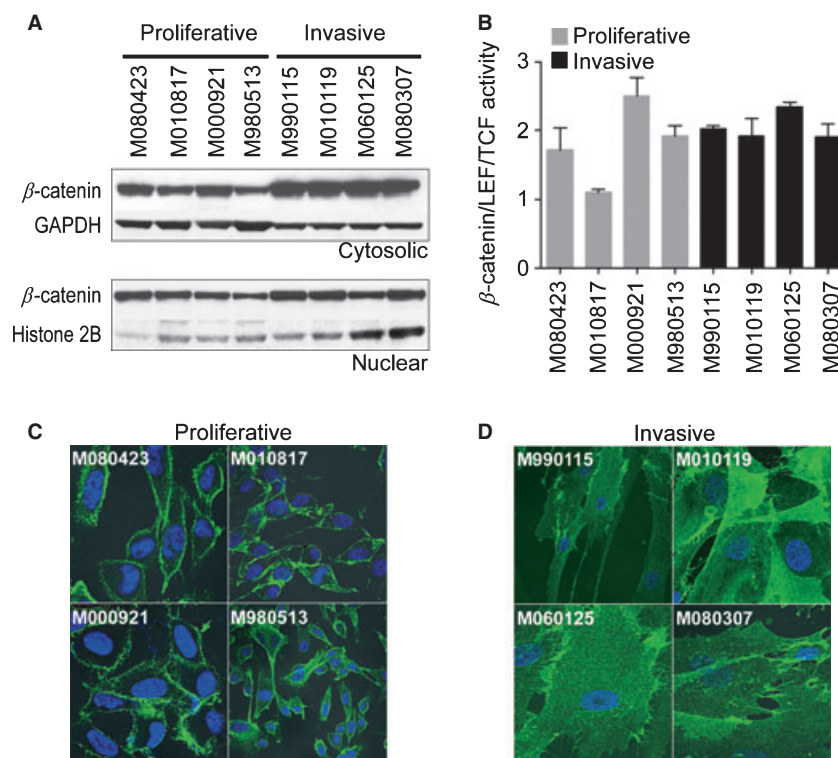 A
Proliferative Invasive
M080423 M010817 M000921 M980513 M990115 M010119 M060125 M080307
β-catenin
GAPDH
Cytosolic
β-catenin
Histone 2B
Nuclear
B
Proliferative
Invasive
β-catenin/LEF/TCF activity
3
2
1
0
M080423 M010817 M000921 M980513 M990115 M010119 M060125 M080307
C
Proliferative
M080423 M010817
M000921 M980513
D
Invasive
M990115 M010119
M060125 M080307